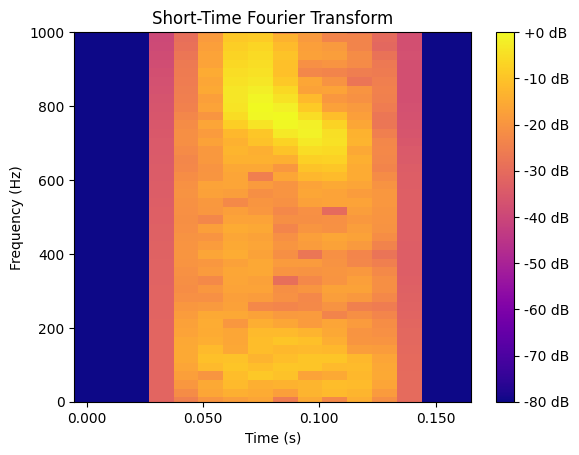 Short-Time Fourier Transform
Frequency (Hz)
1000
800
600
400
200
0
0.000
0.050
0.100
0.150
Time (s)
+0 dB
-10 dB
-20 dB
-30 dB
-40 dB
-50 dB
-60 dB
-70 dB
-80 dB